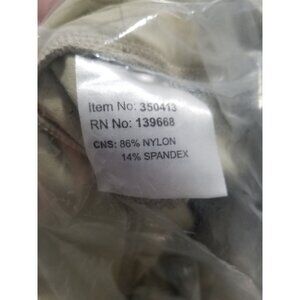 Item No: 350413
RN No: 139668
CNS: 86% NYLON
14% SPANDEX